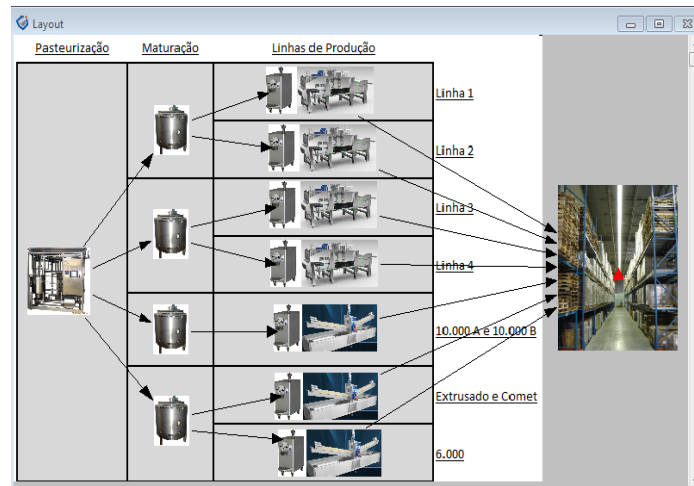 Layout
Pasteurização
Maturação
Linhas de Produção
Linha 1
Linha 2
Linha 3
Linha 4
10.000 A e 10.000 B
Extrusado e Comet
6.000